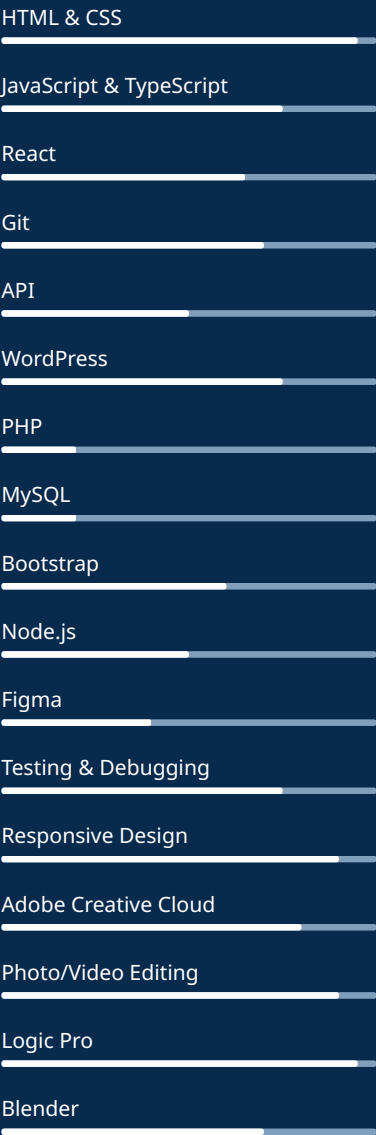 HTML & CSS
JavaScript & TypeScript
React
Git
API
WordPress
PHP
MySQL
Bootstrap
Node.js
Figma
Testing & Debugging
Responsive Design
Adobe Creative Cloud
Photo/Video Editing
Logic Pro
Blender